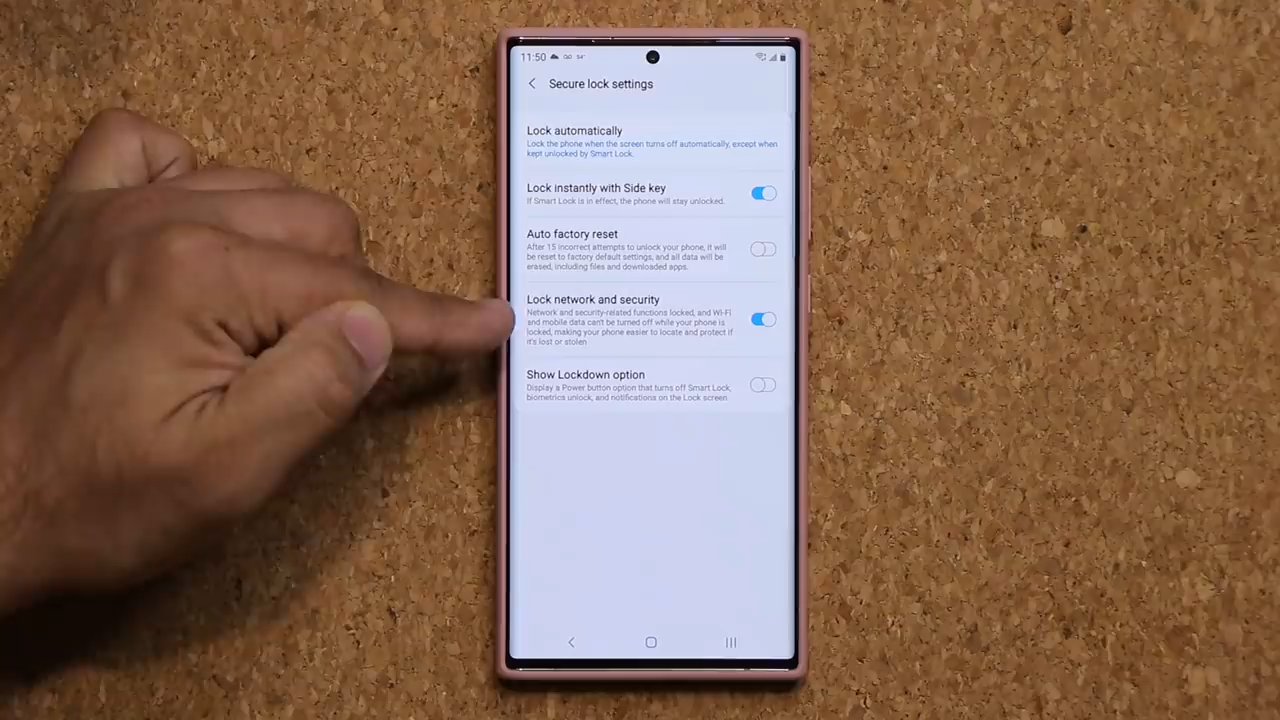 11:50 54°
Secure lock settings
Lock automatically
Lock the phone when the screen turns off automatically, except when
kept unlocked by Smart Lock.
Lock instantly with Side key
If Smart Lock is in effect, the phone will stay unlocked.
Auto factory reset
After 15 incorrect attempts to unlock your phone, it will
be reset to factory default settings, and all data will be
erased, including files and downloaded apps.
Lock network and security
Network and security-related functions locked, and Wi-Fi
and mobile data can't be turned off while your phone is
locked, making your phone easier to locate and protect if
it's lost or stolen
Show Lockdown option
Display a Power button option that turns off Smart Lock,
biometrics unlock, and notifications on the Lock screen.